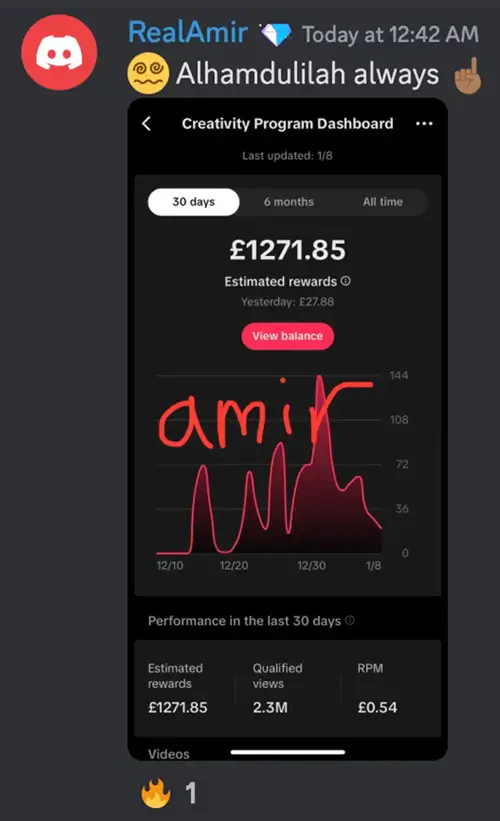 RealAmir 💎 Today at 12:42 AM
😵‍💫 Alhamdulilah always ☝🏽
Creativity Program Dashboard ...
Last updated: 1/8
30 days 6 months All time
£1271.85
Estimated rewards ⓘ
Yesterday: £27.88
View balance
144
amir
108
72
36
0
12/10 12/20 12/30 1/8
Performance in the last 30 days ⓘ
Estimated rewards
£1271.85
Qualified views
2.3M
RPM
£0.54
Videos
🔥 1